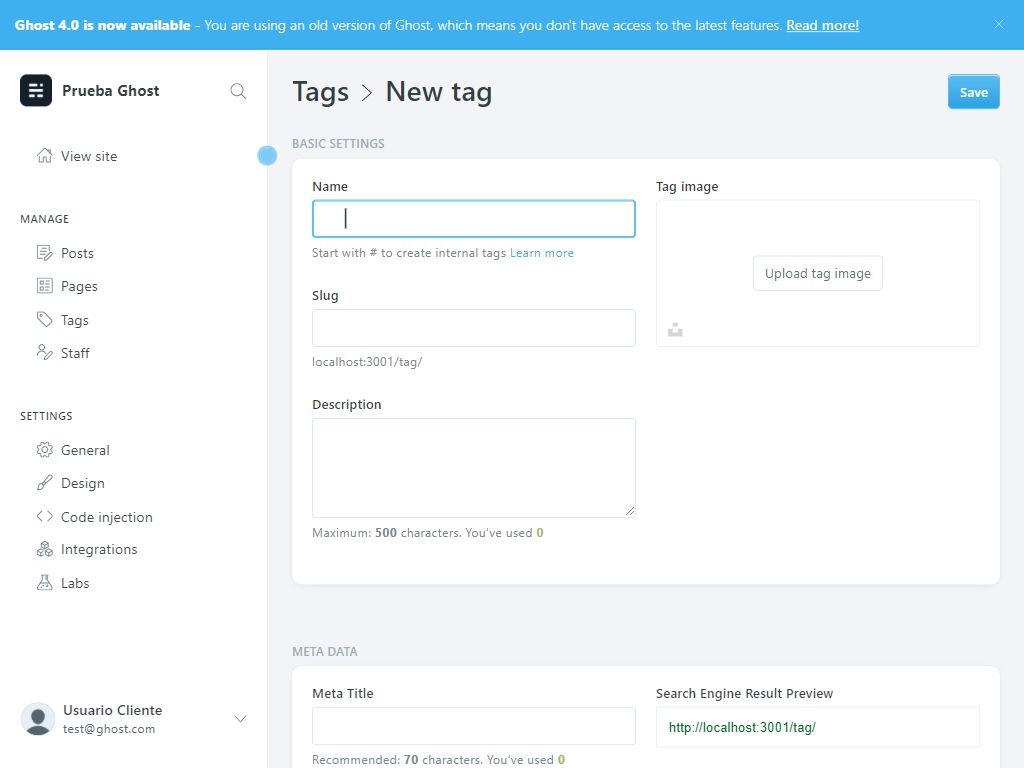 Ghost 4.0 is now available - You are using an old version of Ghost, which means you don't have access to the latest features. Read more!
Prueba Ghost
View site
MANAGE
Posts
Pages
Tags
Staff
SETTINGS
General
Design
Code injection
Integrations
Labs
Usuario Cliente
test@ghost.com
Tags > New tag
Save
BASIC SETTINGS
Name
Start with # to create internal tags Learn more
Slug
localhost:3001/tag/
Description
Maximum: 500 characters. You've used 0
Tag image
Upload tag image
META DATA
Meta Title
Recommended: 70 characters. You've used 0
Search Engine Result Preview
http://localhost:3001/tag/